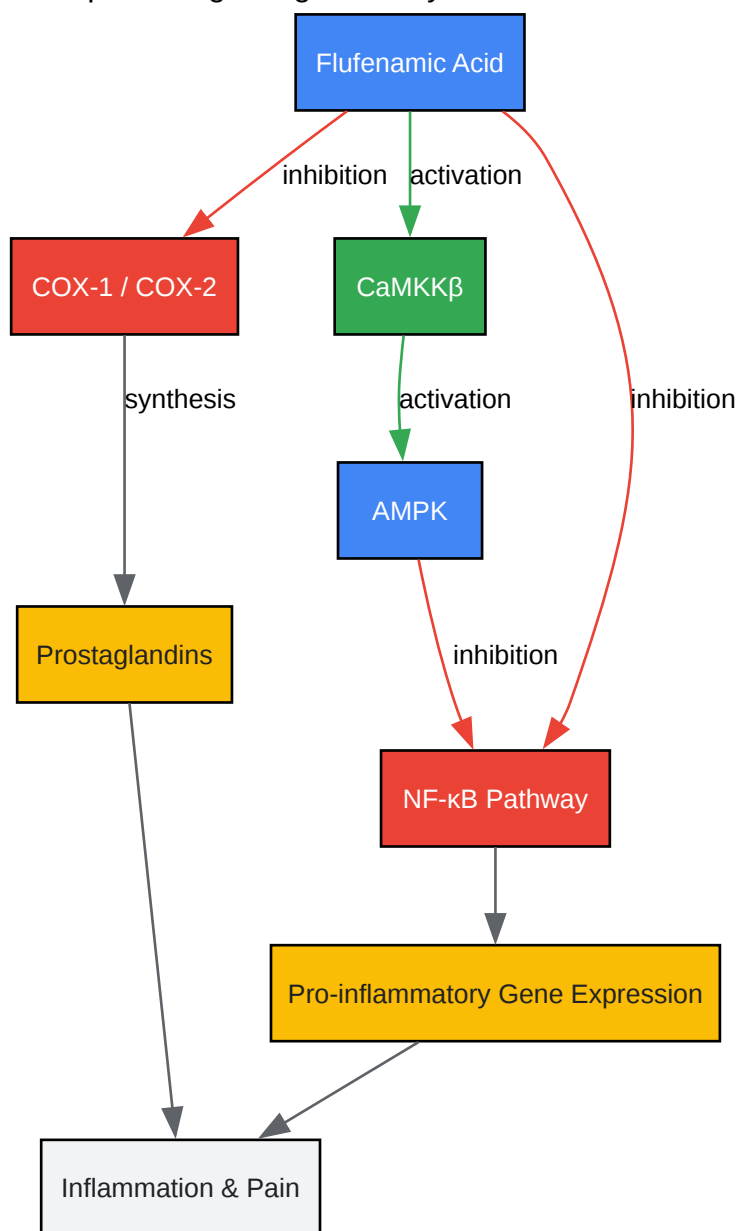 Flufenamic Acid
inhibition
activation
COX-1 / COX-2
CaMKKβ
synthesis
activation
inhibition
AMPK
Prostaglandins
inhibition
NF-κB Pathway
Pro-inflammatory Gene Expression
Inflammation & Pain